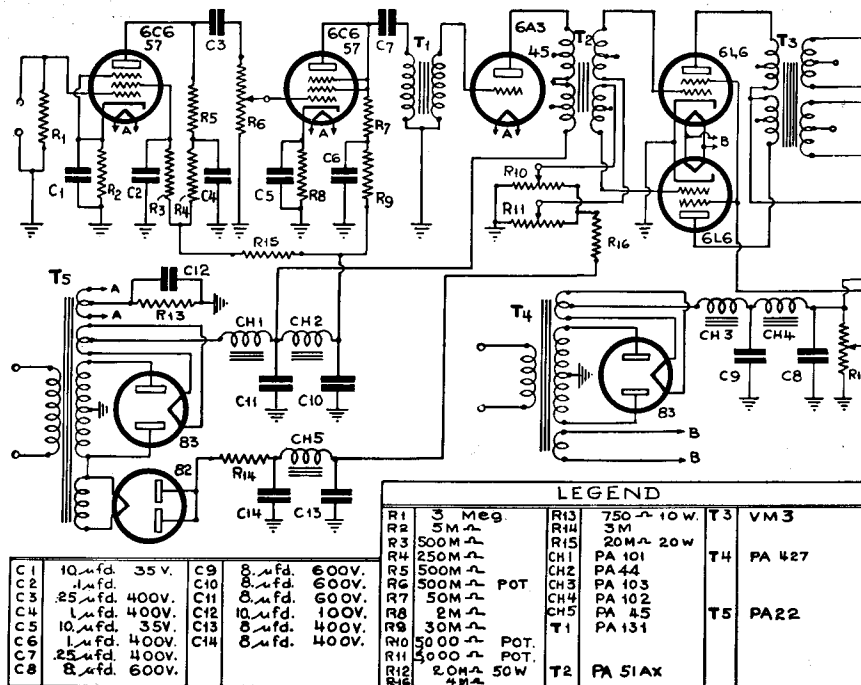 6C6
57
C3
6C6
57
C7
T1
6A3
45
T2
6L6
T3
R1
A
R5
R6
R7
A
B
C1
R2
C2
R3
R4
C4
C5
R8
C6
R9
R10
R11
R16
6L6
R15
T5
A
C12
A
R13
CH1
CH2
T4
CH3
CH4
C11
C10
C9
C8
83
83
B
B
82
R14
CH5
C14
C13
LEGEND
R1 3 Meg.
R2 5M Ω
R3 500M Ω
R4 250M Ω
R5 500M Ω
R6 500M Ω POT
R7 50M Ω
R8 2M Ω
R9 30M Ω
R10 5000 POT.
R11 5000 POT.
R12 20M Ω 50W
R16 4M Ω
R13 750 Ω 10 W.
R14 3M
R15 20M Ω 20W
CH1 PA 101
CH2 PA 44
CH3 PA 103
CH4 PA 102
CH5 PA 45
T1 PA 131
T2 PA 51AX
T3 VM3
T4 PA 427
T5 PA22
C1 10 μfd. 35 V.
C2 .1 μfd.
C3 .25 μfd. 400V.
C4 1 μfd. 400V.
C5 10 μfd. 35V.
C6 1 μfd. 400V.
C7 .25 μfd. 400V.
C8 8 μfd. 600V.
C9 8 μfd. 600V.
C10 8 μfd. 600V.
C11 8 μfd. 600V.
C12 10 μfd. 100V.
C13 8 μfd. 400V.
C14 8 μfd. 400V.